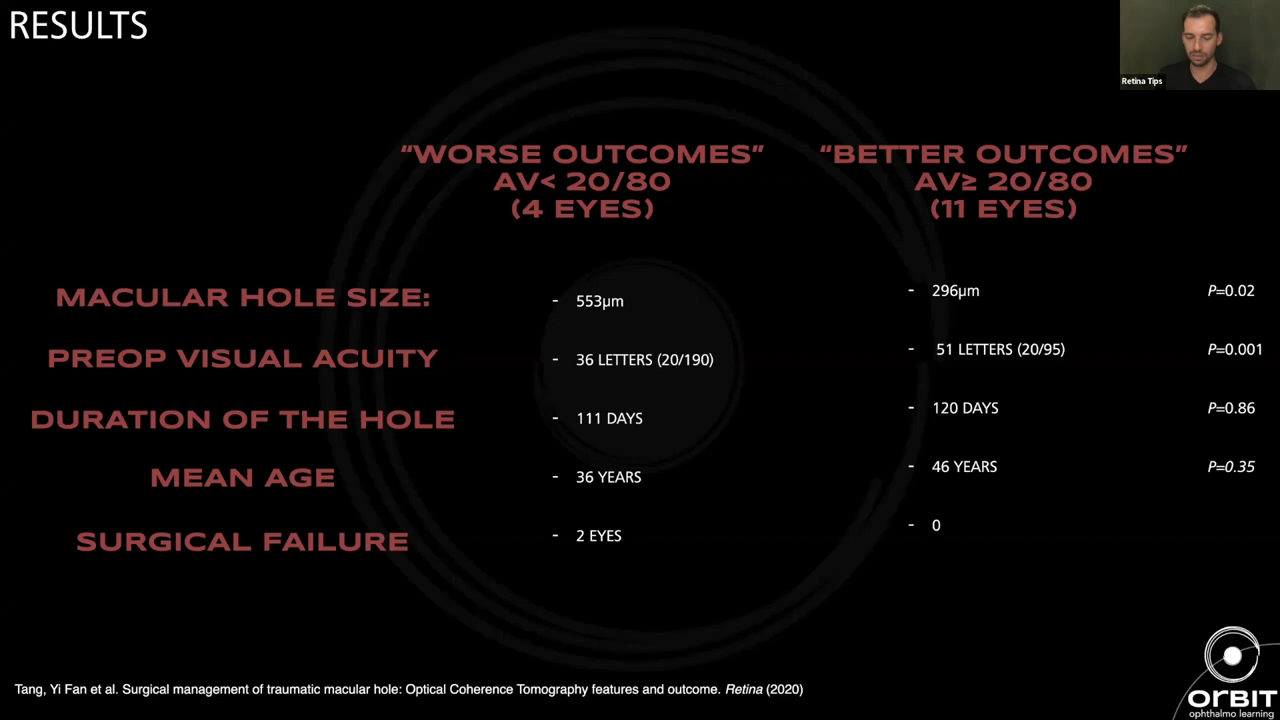 RESULTS
Retina Tips
“WORSE OUTCOMES”
AV< 20/80
(4 EYES)
“BETTER OUTCOMES”
AV≥ 20/80
(11 EYES)
MACULAR HOLE SIZE:
- 553µm
- 296µm
P=0.02
PREOP VISUAL ACUITY
- 36 LETTERS (20/190)
- 51 LETTERS (20/95)
P=0.001
DURATION OF THE HOLE
- 111 DAYS
- 120 DAYS
P=0.86
MEAN AGE
- 36 YEARS
- 46 YEARS
P=0.35
SURGICAL FAILURE
- 2 EYES
- 0
Tang, Yi Fan et al. Surgical management of traumatic macular hole: Optical Coherence Tomography features and outcome. Retina (2020)
ORBIT
ophthalmo learning